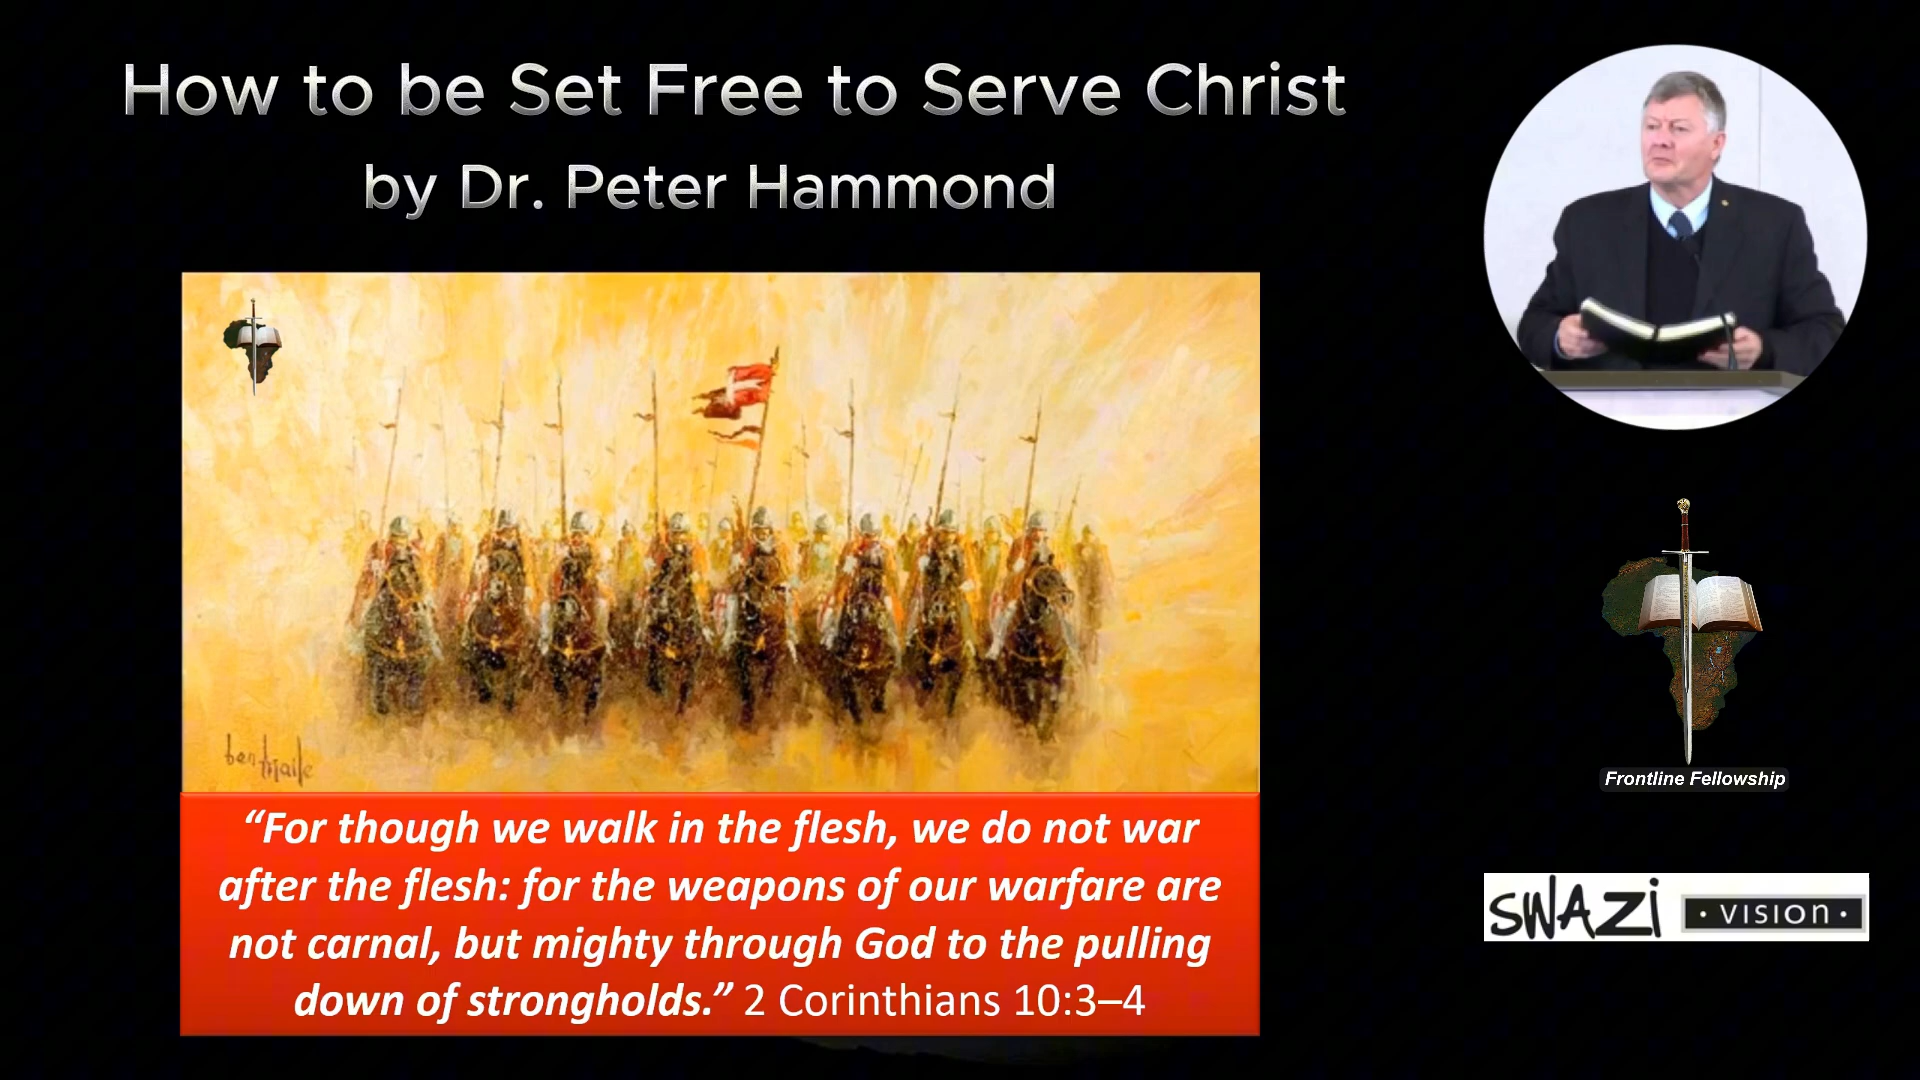 How to be Set Free to Serve Christ
by Dr. Peter Hammond
ben Maile
“For though we walk in the flesh, we do not war
after the flesh: for the weapons of our warfare are
not carnal, but mighty through God to the pulling
down of strongholds.” 2 Corinthians 10:3–4
Frontline Fellowship
SWAZi •VISION•